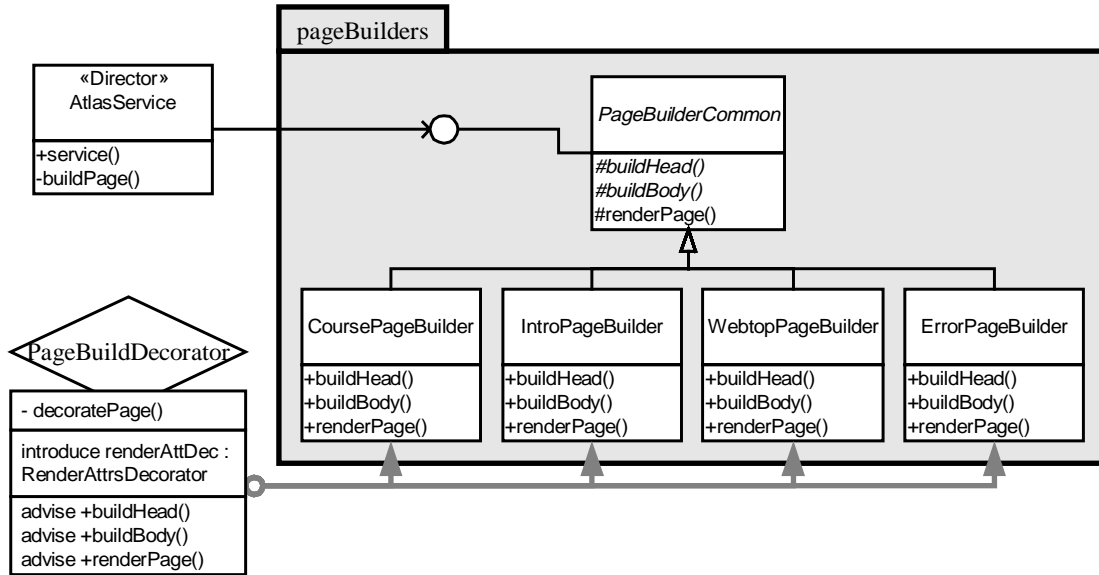 pageBuilders
«Director»
AtlasService
+service()
-buildPage()
PageBuilderCommon
#buildHead()
#buildBody()
#renderPage()
CoursePageBuilder
+buildHead()
+buildBody()
+renderPage()
IntroPageBuilder
+buildHead()
+buildBody()
+renderPage()
WebtopPageBuilder
+buildHead()
+buildBody()
+renderPage()
ErrorPageBuilder
+buildHead()
+buildBody()
+renderPage()
PageBuildDecorator
- decoratePage()
introduce renderAttDec :
RenderAttrsDecorator
advise +buildHead()
advise +buildBody()
advise +renderPage()